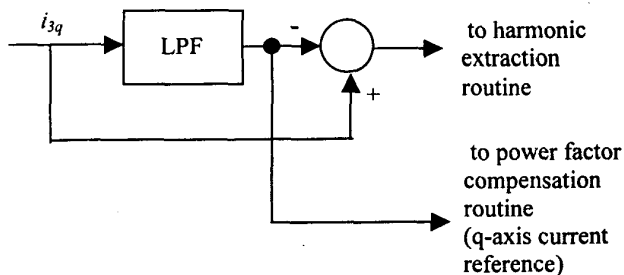 i3q
LPF
-
+
to harmonic
extraction
routine
to power factor
compensation
routine
(q-axis current
reference)